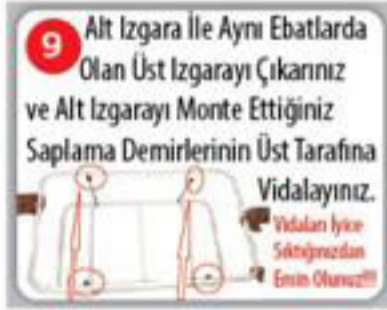 9
Alt Izgara İle Aynı Ebatlarda
Olan Üst Izgarayı Çıkarınız
ve Alt Izgarayı Monte Ettiğiniz
Saplama Demirlerinin Üst Tarafına
Vidalayınız.
Vidaları İyice
Sıktığınızdan
Emin Olunuz!!!